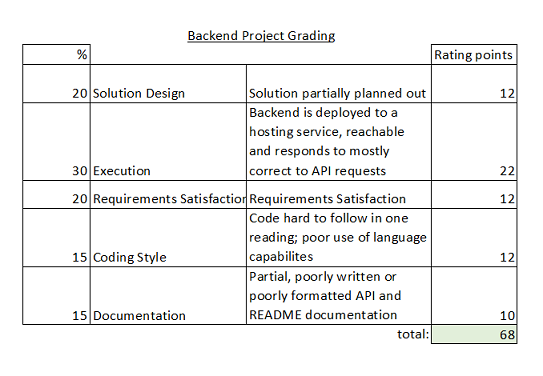 Backend Project Grading
% Rating points
20 Solution Design Solution partially planned out 12
Backend is deployed to a
hosting service, reachable
and responds to mostly
30 Execution correct to API requests 22
20 Requirements Satisfaction Requirements Satisfaction 12
Code hard to follow in one
reading; poor use of language
15 Coding Style capabilites 12
Partial, poorly written or
poorly formatted API and
15 Documentation README documentation 10
total: 68